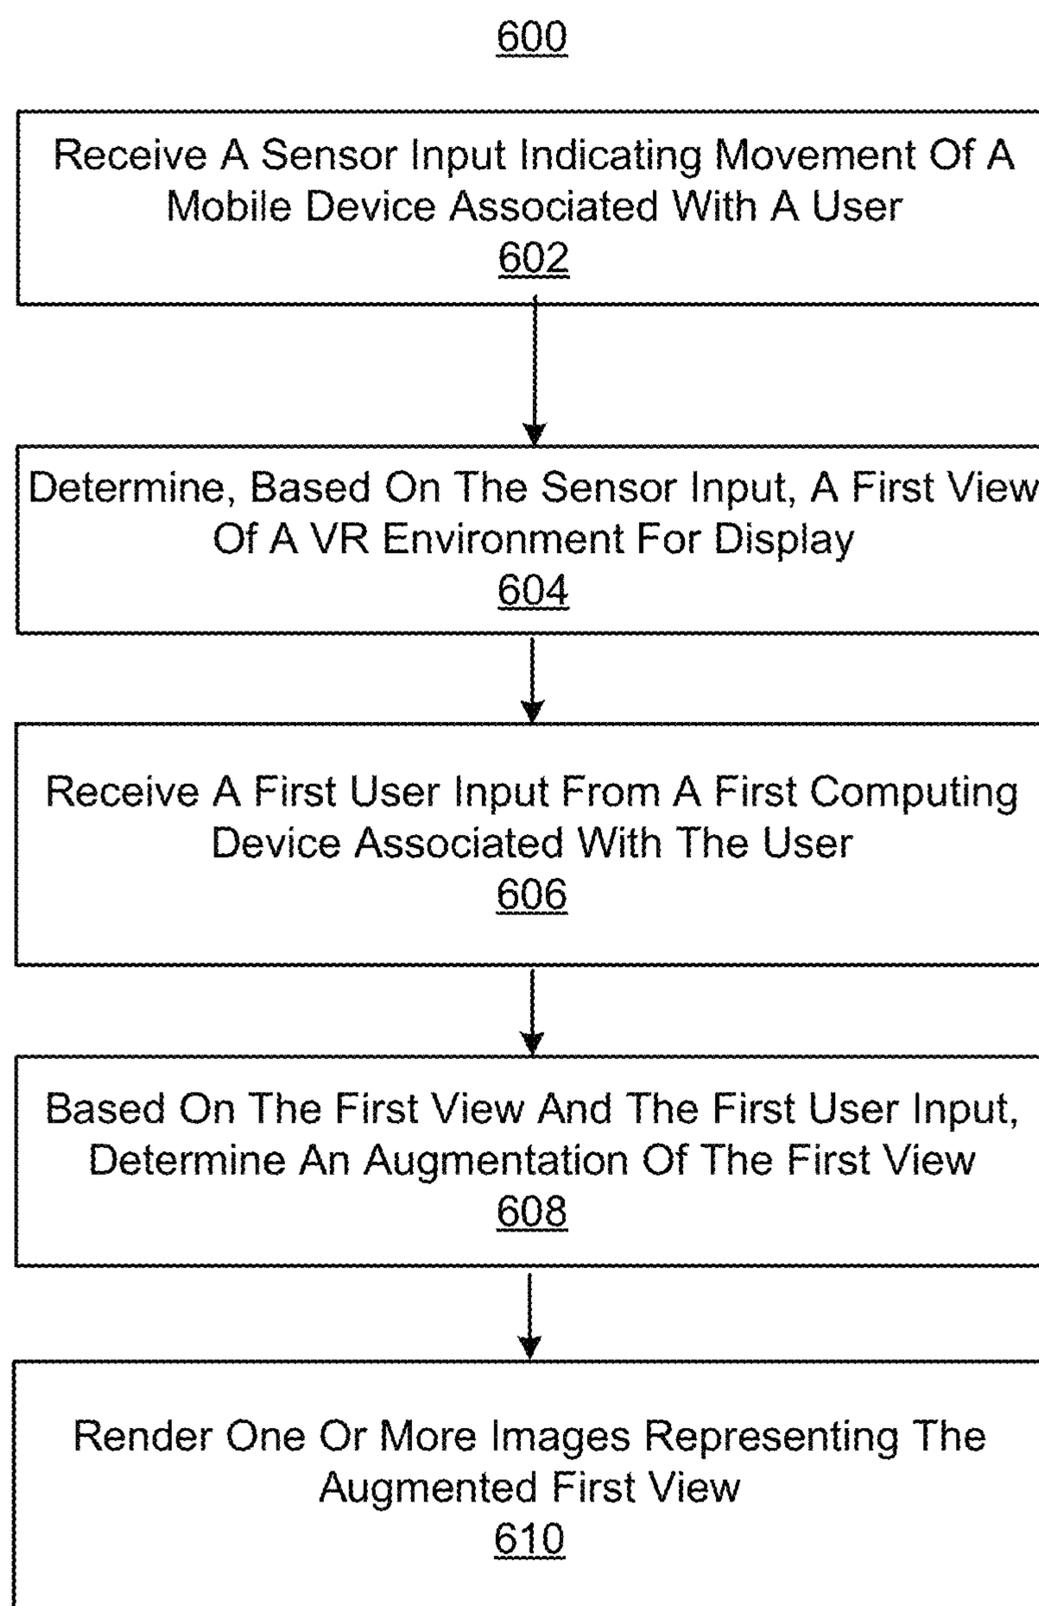 600
Receive A Sensor Input Indicating Movement Of A
Mobile Device Associated With A User
602
Determine, Based On The Sensor Input, A First View
Of A VR Environment For Display
604
Receive A First User Input From A First Computing
Device Associated With The User
606
Based On The First View And The First User Input,
Determine An Augmentation Of The First View
608
Render One Or More Images Representing The
Augmented First View
610